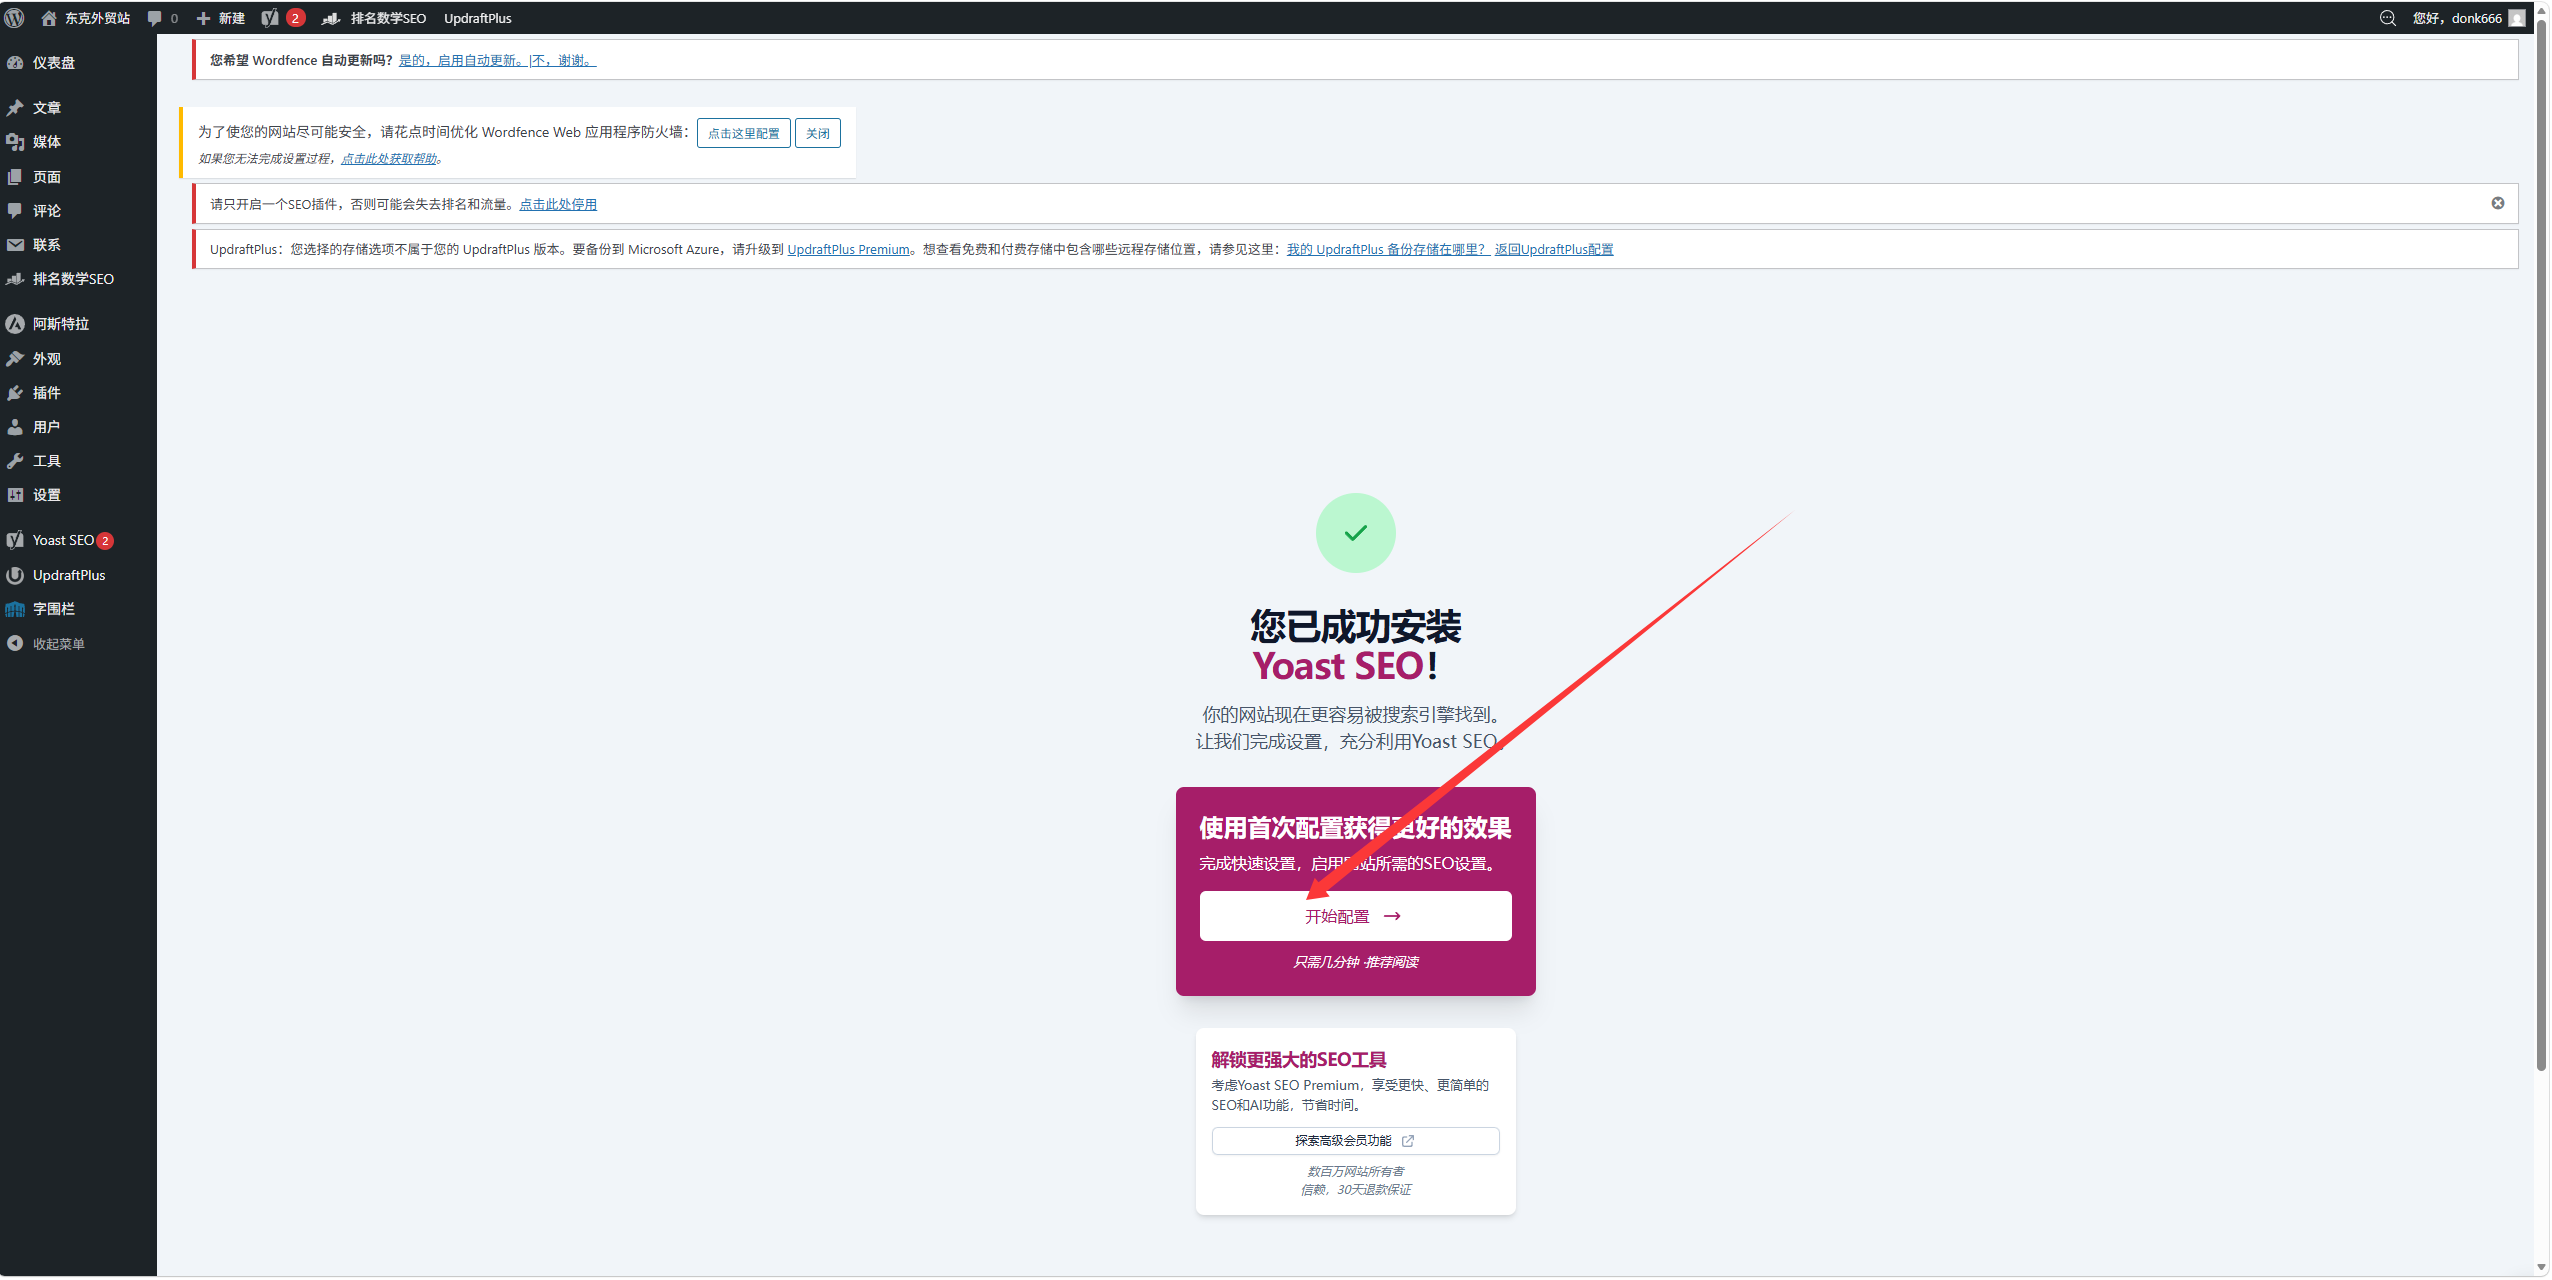 东克外贸站 0 新建 2 排名数学SEO UpdraftPlus 您好，donk666
仪表盘
文章
媒体
页面
评论
联系
排名数学SEO
阿斯特拉
外观
插件
用户
工具
设置
Yoast SEO 2
UpdraftPlus
字围栏
收起菜单
您希望 Wordfence 自动更新吗？是的，启用自动更新。|不，谢谢。
为了使您的网站尽可能安全，请花点时间优化 Wordfence Web 应用程序防火墙： 点击这里配置 关闭
如果您无法完成设置过程，点击此处获取帮助。
请只开启一个SEO插件，否则可能会失去排名和流量。点击此处停用
UpdraftPlus：您选择的存储选项不属于您的 UpdraftPlus 版本。要备份到 Microsoft Azure，请升级到 UpdraftPlus Premium。想查看免费和付费存储中包含哪些远程存储位置，请参见这里：我的 UpdraftPlus 备份存储在哪里？ 返回UpdraftPlus配置
您已成功安装
Yoast SEO！
你的网站现在更容易被搜索引擎找到。
让我们完成设置，充分利用Yoast SEO。
使用首次配置获得更好的效果
完成快速设置，启用网站所需的SEO设置。
开始配置 →
只需几分钟 ·推荐阅读
解锁更强大的SEO工具
考虑Yoast SEO Premium，享受更快、更简单的
SEO和AI功能，节省时间。
探索高级会员功能
数百万网站所有者
信赖，30天退款保证